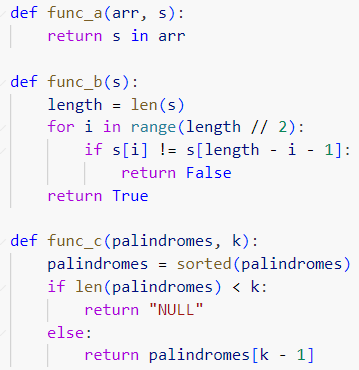 def func_a(arr, s):
    return s in arr

def func_b(s):
    length = len(s)
    for i in range(length // 2):
        if s[i] != s[length - i - 1]:
            return False
    return True

def func_c(palindromes, k):
    palindromes = sorted(palindromes)
    if len(palindromes) < k:
        return "NULL"
    else:
        return palindromes[k - 1]